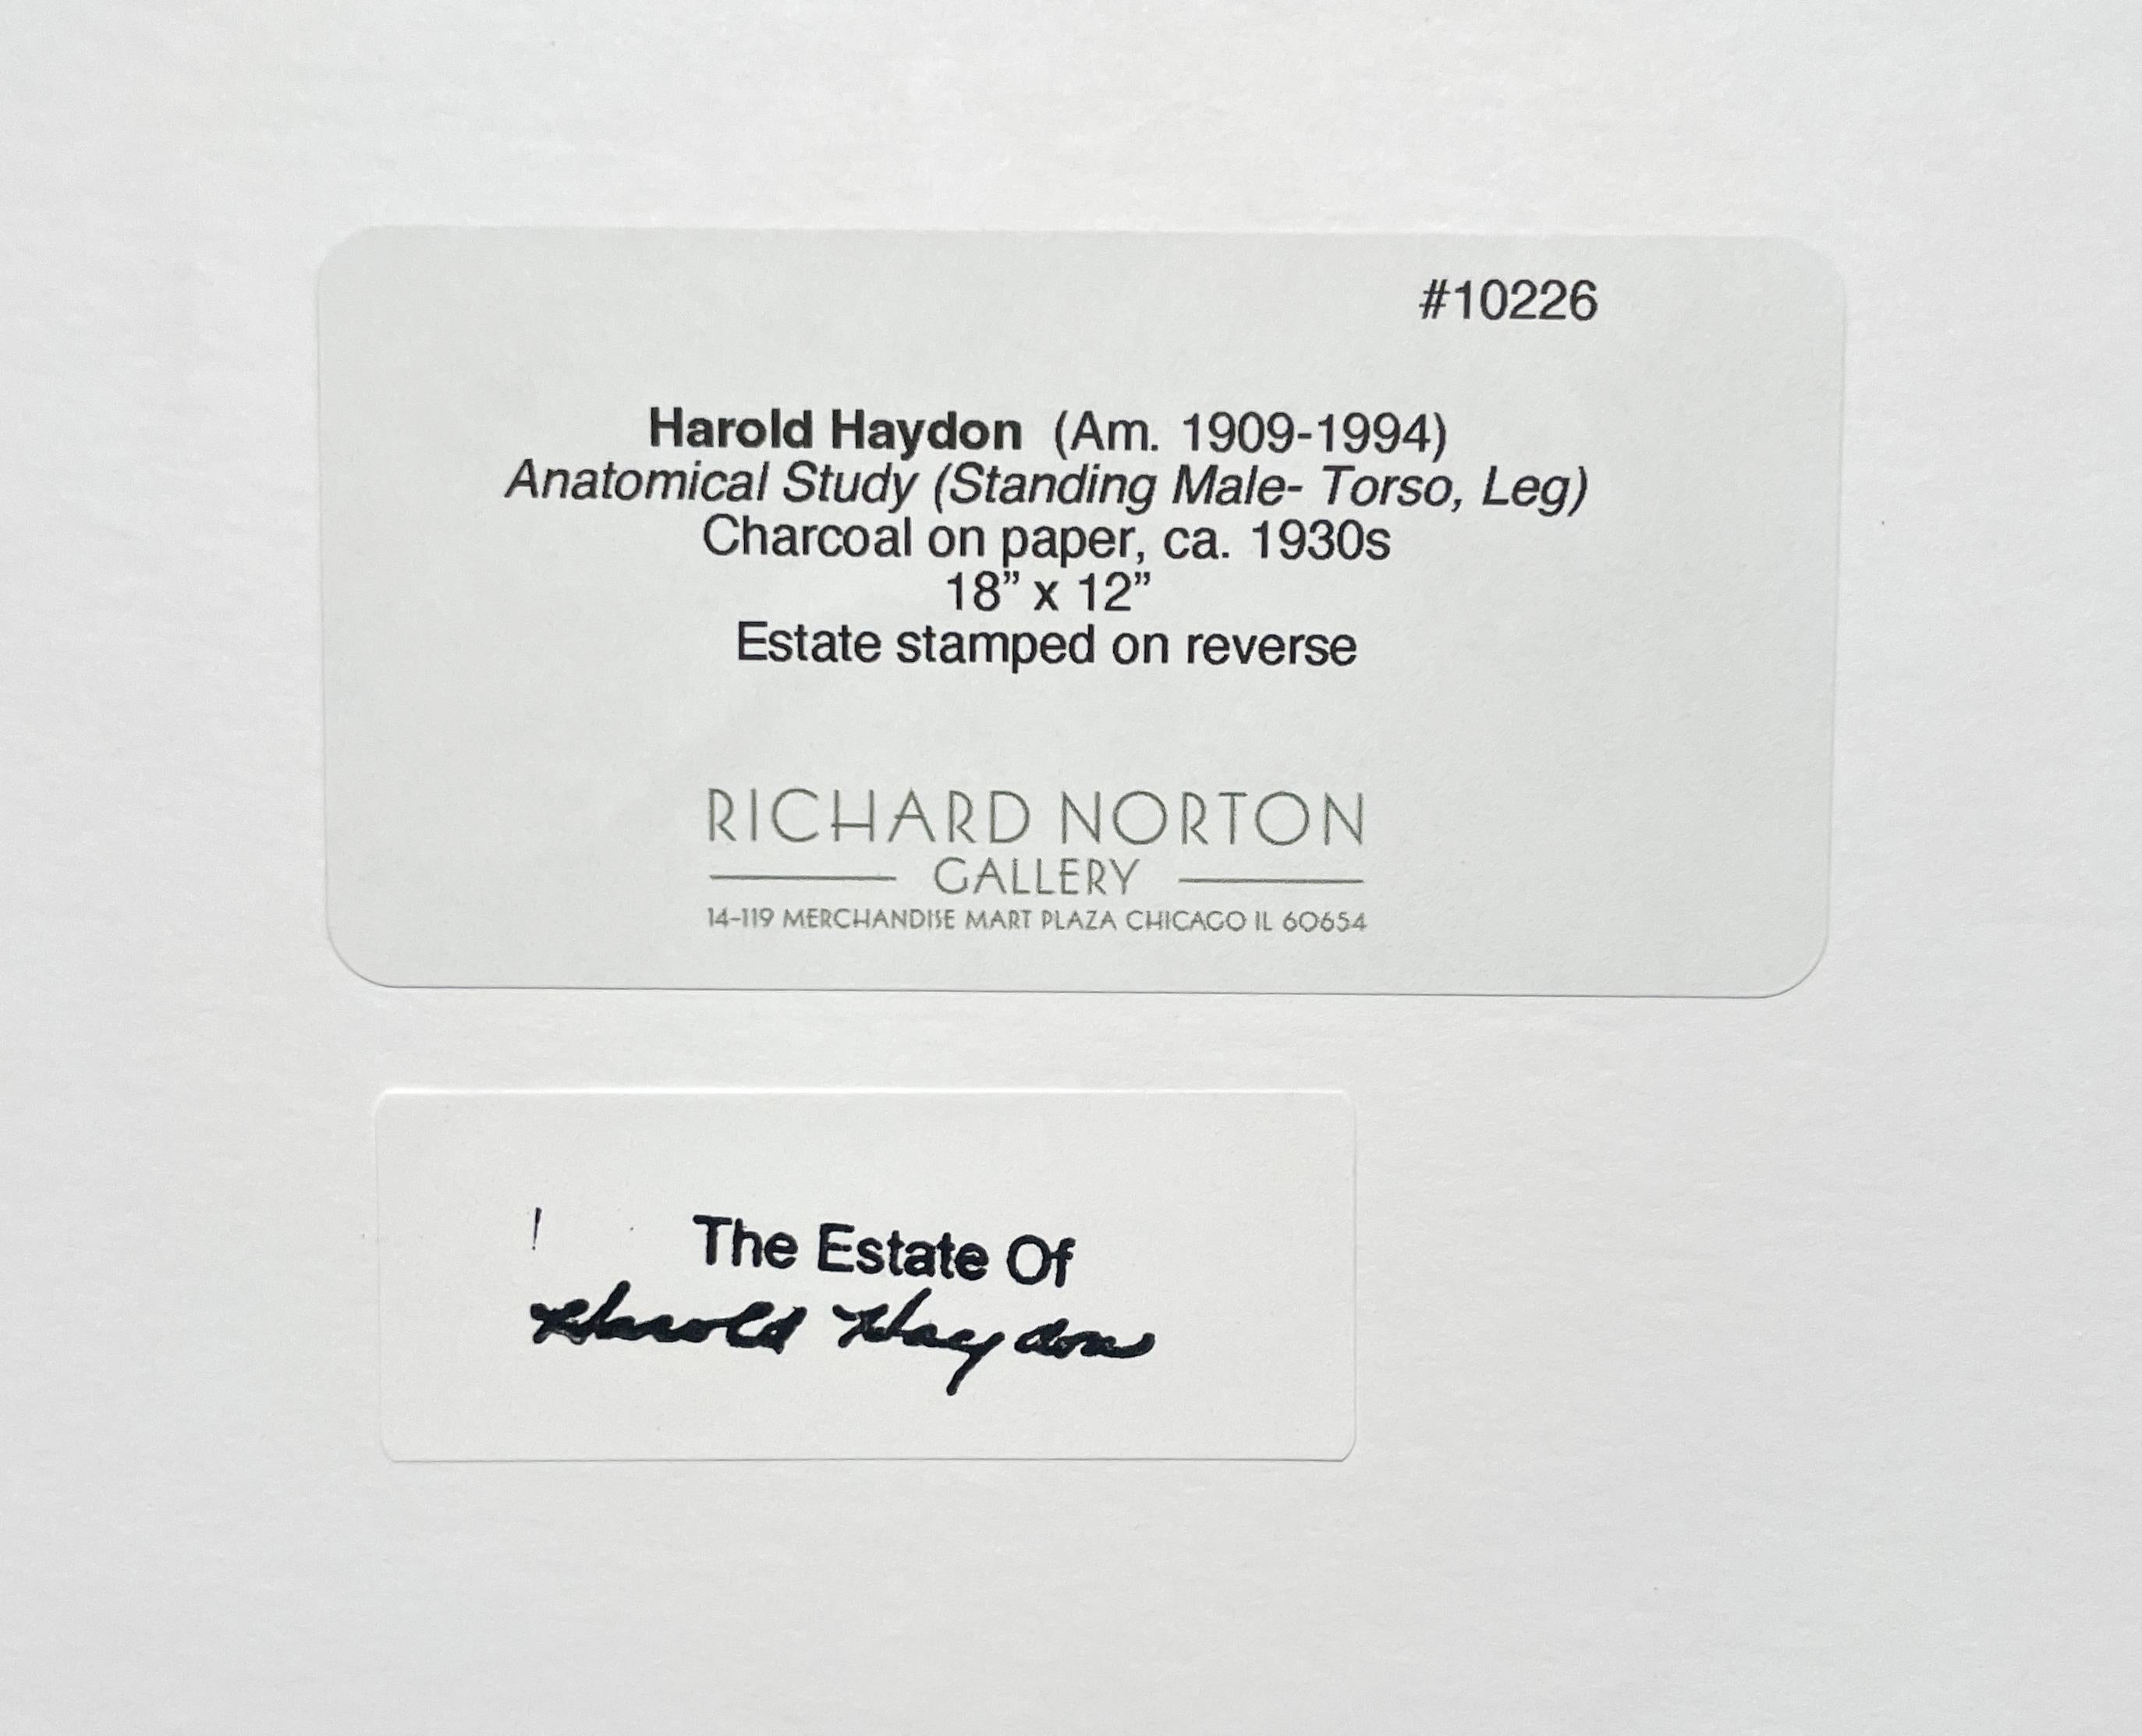 #10226
Harold Haydon (Am. 1909-1994)
Anatomical Study (Standing Male- Torso, Leg)
Charcoal on paper, ca. 1930s
18” x 12”
Estate stamped on reverse
RICHARD NORTON
GALLERY
14-119 MERCHANDISE MART PLAZA CHICAGO IL 60654
The Estate Of
Harold Haydon